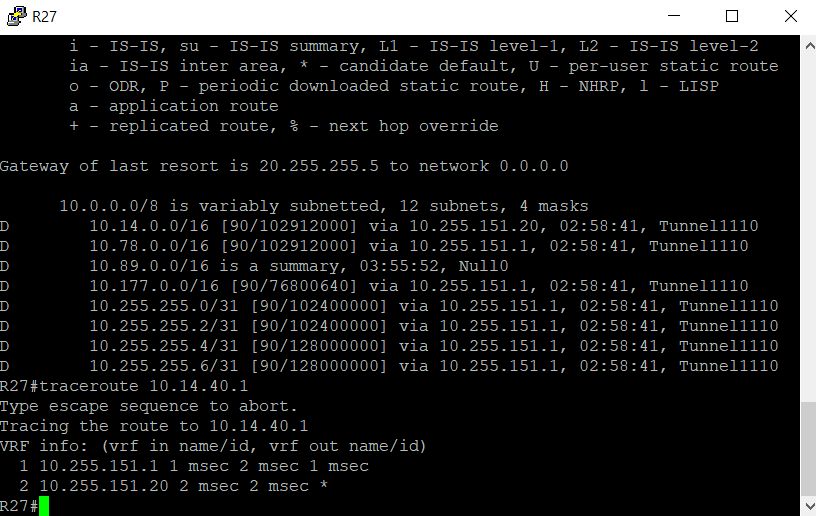 R27
i - IS-IS, su - IS-IS summary, L1 - IS-IS level-1, L2 - IS-IS level-2
ia - IS-IS inter area, * - candidate default, U - per-user static route
o - ODR, P - periodic downloaded static route, H - NHRP, l - LISP
a - application route
+ - replicated route, % - next hop override
Gateway of last resort is 20.255.255.5 to network 0.0.0.0
10.0.0.0/8 is variably subnetted, 12 subnets, 4 masks
D 10.14.0.0/16 [90/102912000] via 10.255.151.20, 02:58:41, Tunnel1110
D 10.78.0.0/16 [90/102912000] via 10.255.151.1, 02:58:41, Tunnel1110
D 10.89.0.0/16 is a summary, 03:55:52, Null0
D 10.177.0.0/16 [90/76800640] via 10.255.151.1, 02:58:41, Tunnel1110
D 10.255.255.0/31 [90/102400000] via 10.255.151.1, 02:58:41, Tunnel1110
D 10.255.255.2/31 [90/102400000] via 10.255.151.1, 02:58:41, Tunnel1110
D 10.255.255.4/31 [90/128000000] via 10.255.151.1, 02:58:41, Tunnel1110
D 10.255.255.6/31 [90/128000000] via 10.255.151.1, 02:58:41, Tunnel1110
R27#traceroute 10.14.40.1
Type escape sequence to abort.
Tracing the route to 10.14.40.1
VRF info: (vrf in name/id, vrf out name/id)
1 10.255.151.1 1 msec 2 msec 1 msec
2 10.255.151.20 2 msec 2 msec *
R27#